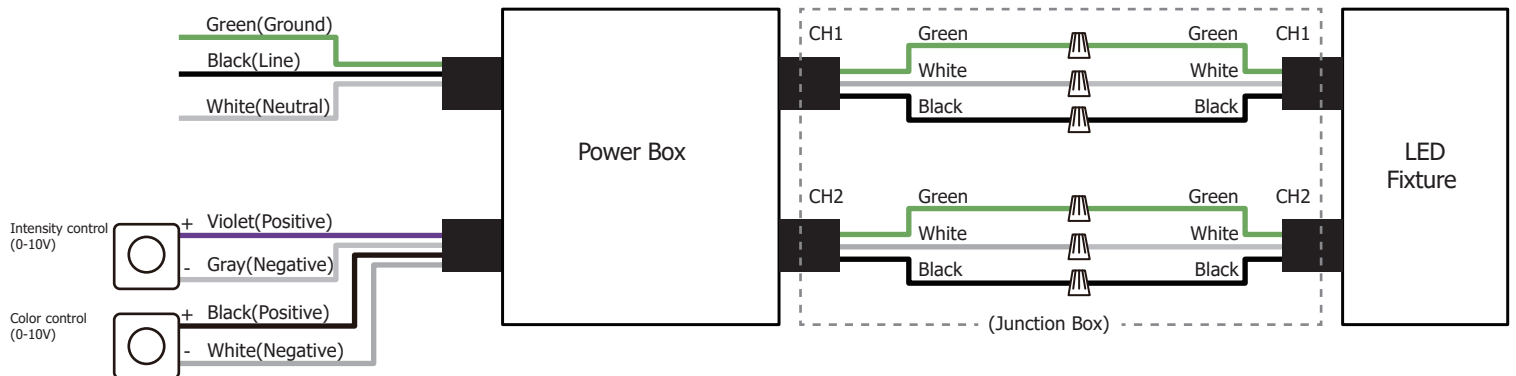 Green(Ground)
Black(Line)
White(Neutral)
Intensity control
(0-10V)
+ Violet(Positive)
- Gray(Negative)
Color control
(0-10V)
+ Black(Positive)
- White(Negative)
Power Box
CH1
Green
White
Black
Green
White
Black
CH1
CH2
Green
White
Black
Green
White
Black
CH2
(Junction Box)
LED
Fixture